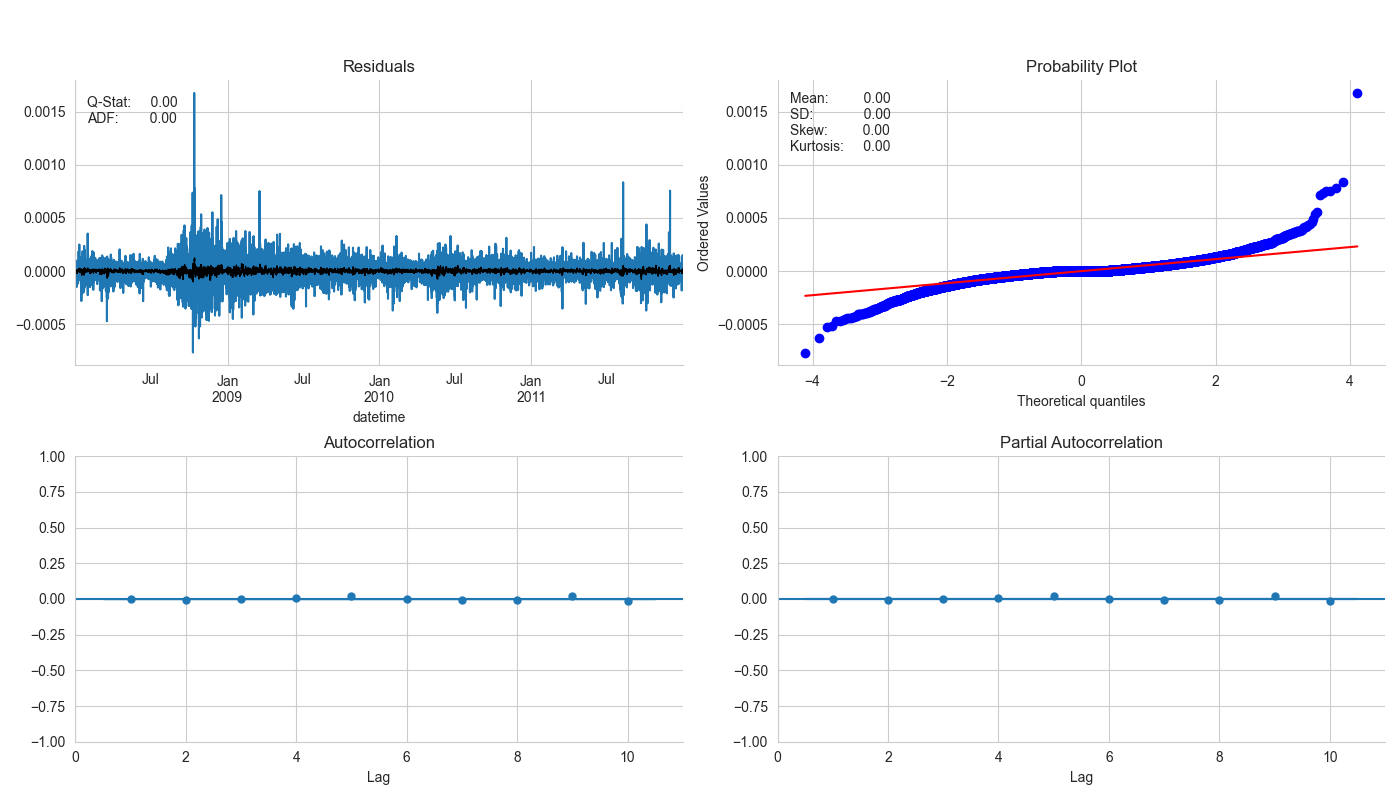 Residuals
Q-Stat: 0.00
ADF: 0.00
0.0015
0.0010
0.0005
0.0000
−0.0005
Jul
Jan
2009
Jul
Jan
2010
Jul
Jan
2011
Jul
datetime
Probability Plot
Mean: 0.00
SD: 0.00
Skew: 0.00
Kurtosis: 0.00
Ordered Values
0.0015
0.0010
0.0005
0.0000
−0.0005
−4 −2 0 2 4
Theoretical quantiles
Autocorrelation
1.00
0.75
0.50
0.25
0.00
−0.25
−0.50
−0.75
−1.00
0 2 4 6 8 10
Lag
Partial Autocorrelation
1.00
0.75
0.50
0.25
0.00
−0.25
−0.50
−0.75
−1.00
0 2 4 6 8 10
Lag